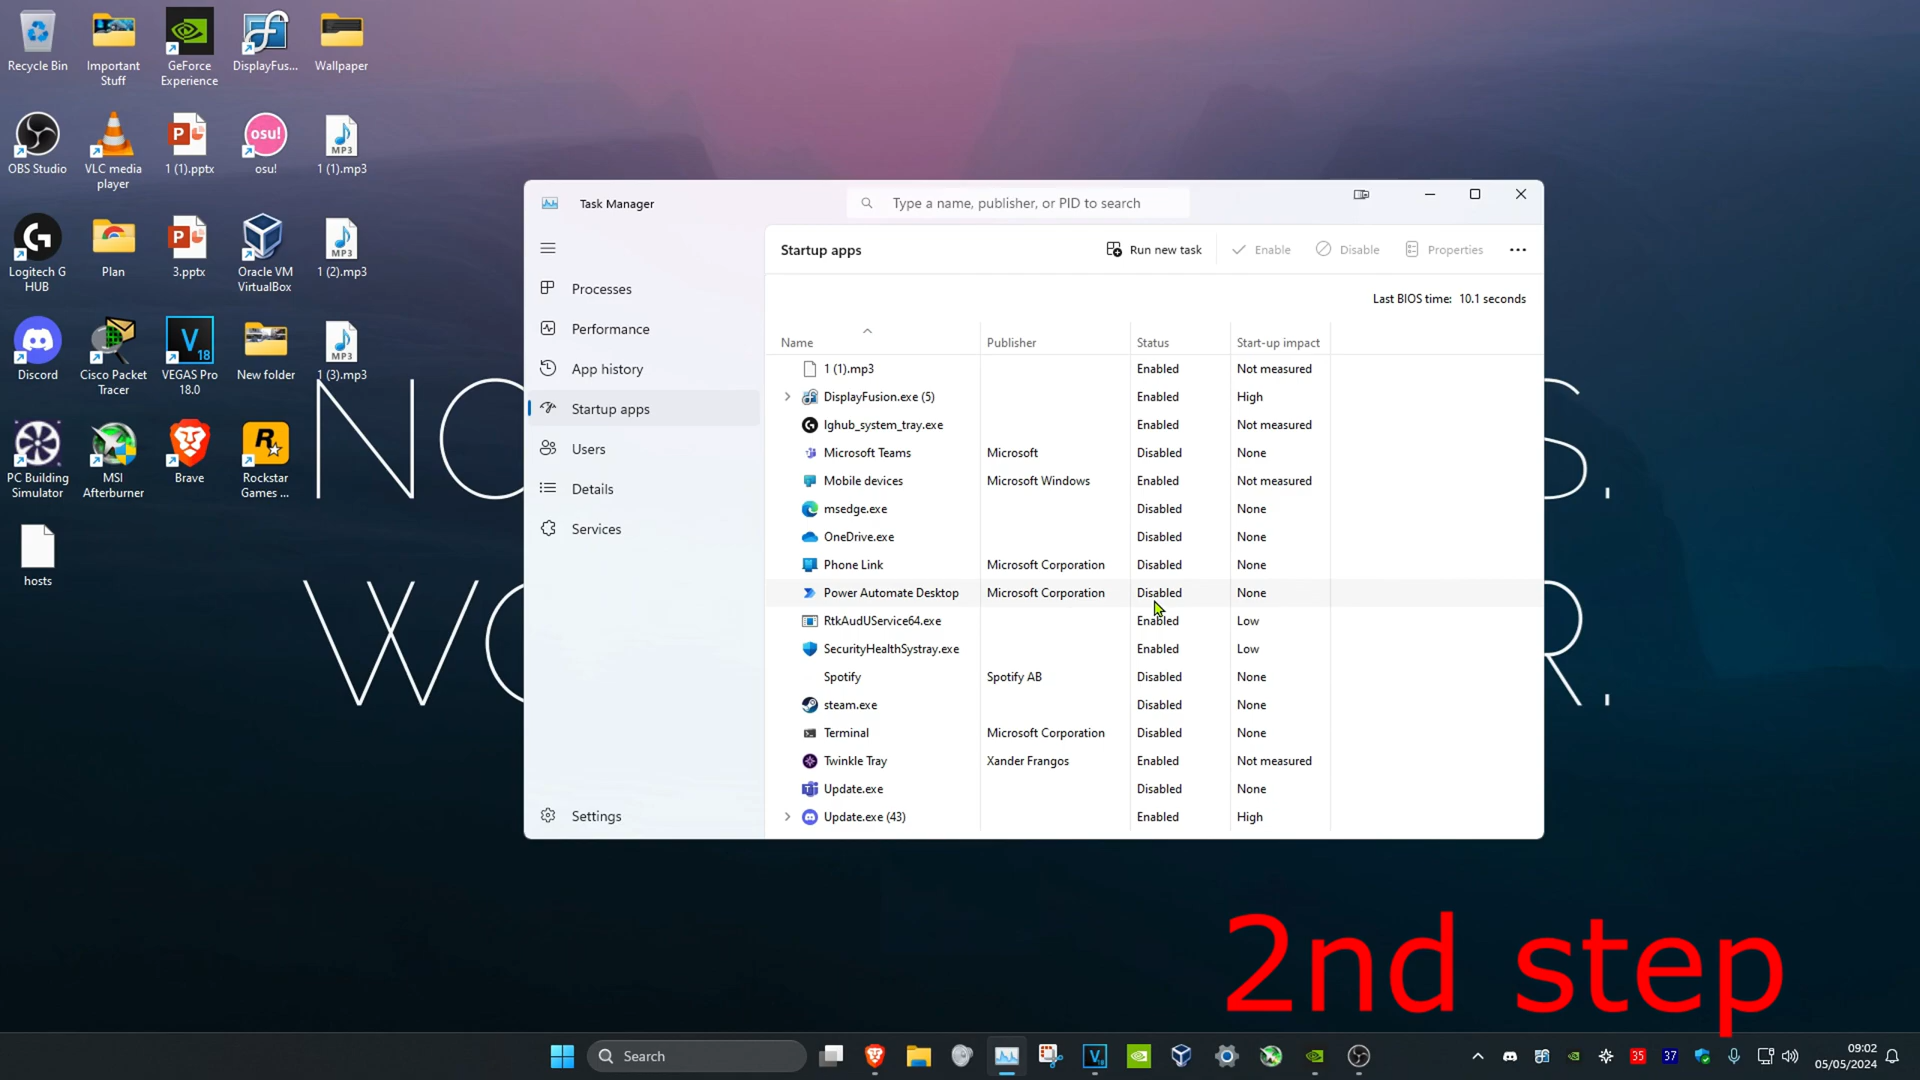 Recycle Bin
Important Stuff
GeForce Experience
DisplayFus...
Wallpaper
OBS Studio
VLC media player
1 (1).pptx
osu!
1 (1).mp3
Logitech G HUB
Plan
3.pptx
Oracle VM VirtualBox
1 (2).mp3
Discord
Cisco Packet Tracer
VEGAS Pro 18.0
New folder
1 (3).mp3
PC Building Simulator
MSI Afterburner
Brave
Rockstar Games ...
hosts
Task Manager
Type a name, publisher, or PID to search
Processes
Performance
App history
Startup apps
Users
Details
Services
Settings
Startup apps
Run new task
Enable
Disable
Properties
Last BIOS time: 10.1 seconds
Name Publisher Status Start-up impact
1 (1).mp3 Enabled Not measured
DisplayFusion.exe (5) Enabled High
lghub_system_tray.exe Enabled Not measured
Microsoft Teams Microsoft Disabled None
Mobile devices Microsoft Windows Enabled Not measured
msedge.exe Disabled None
OneDrive.exe Disabled None
Phone Link Microsoft Corporation Disabled None
Power Automate Desktop Microsoft Corporation Disabled None
RtkAudUService64.exe Enabled Low
SecurityHealthSystray.exe Enabled Low
Spotify Spotify AB Disabled None
steam.exe Disabled None
Terminal Microsoft Corporation Disabled None
Twinkle Tray Xander Frangos Enabled Not measured
Update.exe Disabled None
Update.exe (43) Enabled High
2nd step
Search
35
37
09:02
05/05/2024